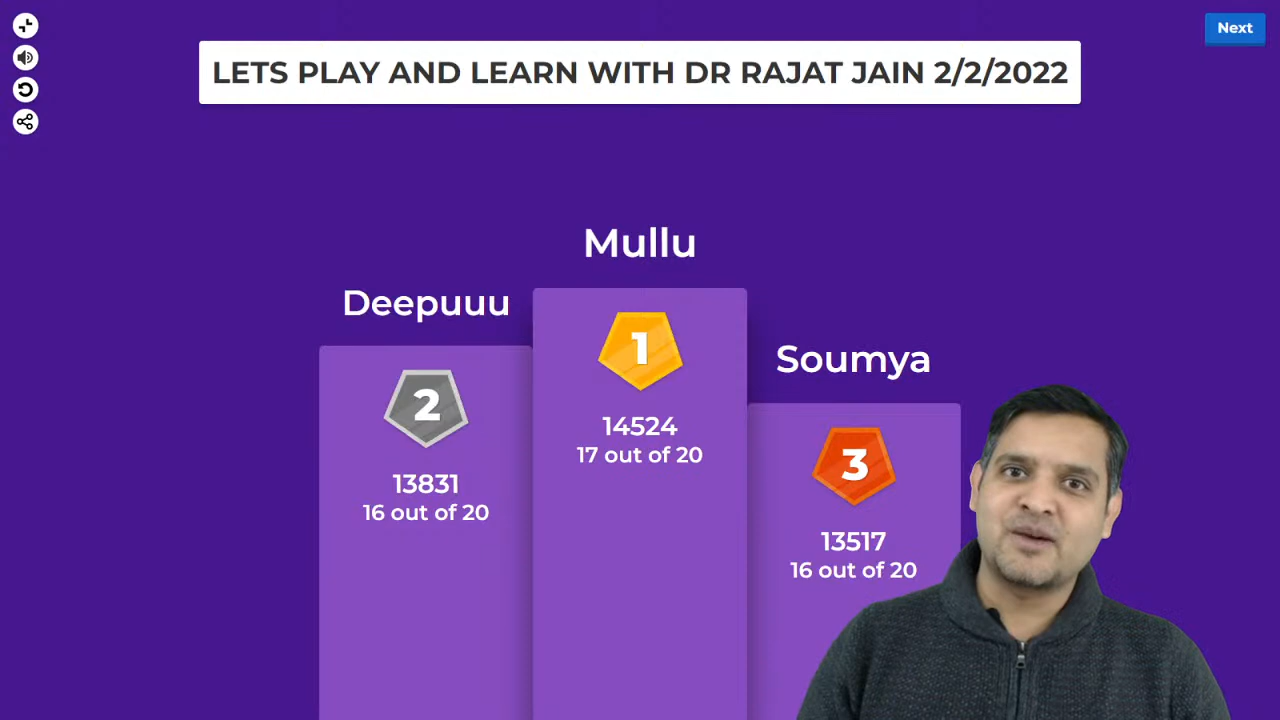 Next
LETS PLAY AND LEARN WITH DR RAJAT JAIN 2/2/2022
Mullu
Deepuuu
1
Soumya
2
14524
17 out of 20
3
13831
16 out of 20
13517
16 out of 20